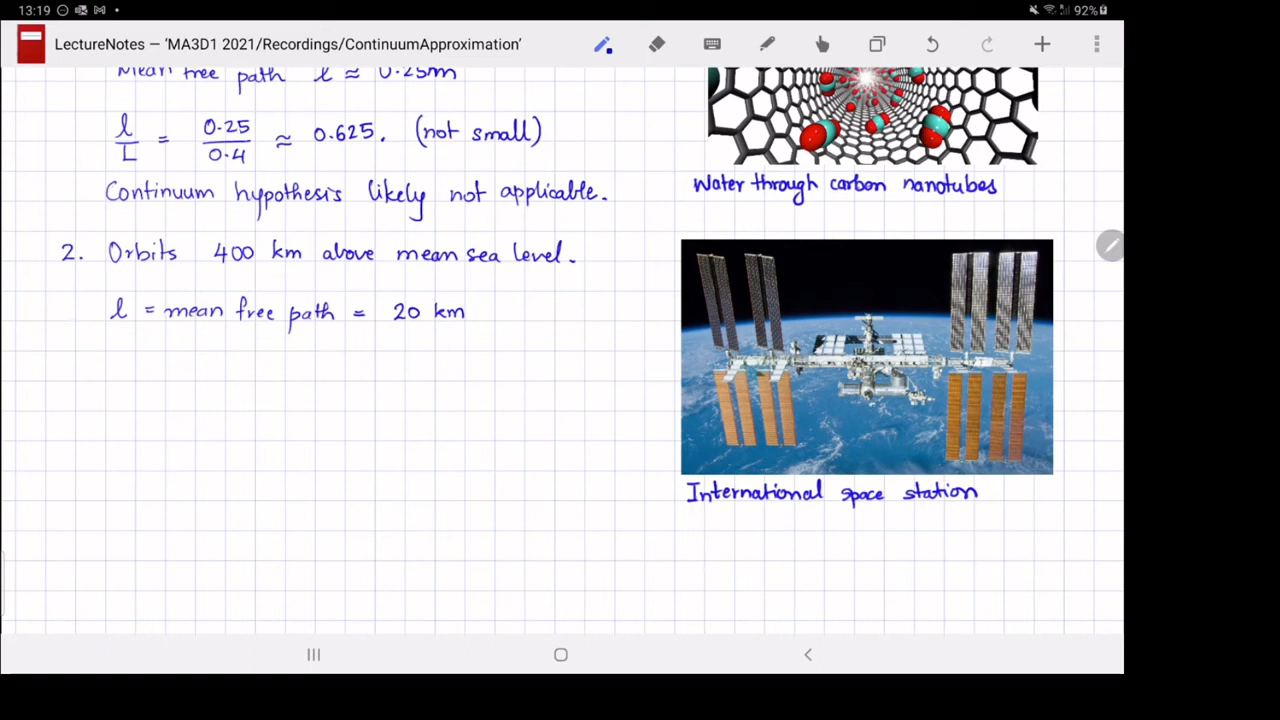 13:19
92%
LectureNotes — ‘MA3D1 2021/Recordings/ContinuumApproximation’
Mean free path l ≈ 0.25m
l/L = 0.25/0.4 ≈ 0.625. (not small)
Continuum hypothesis likely not applicable.
Water through carbon nanotubes
2. Orbits 400 km above mean sea level.
l = mean free path = 20 km
International space station